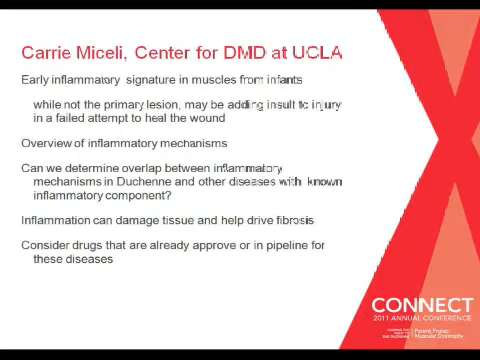 Carrie Miceli, Center for DMD at UCLA
Early inflammatory signature in muscles from infants
while not the primary lesion, may be adding insult to injury
in a failed attempt to heal the wound
Overview of inflammatory mechanisms
Can we determine overlap between inflammatory
mechanisms in Duchenne and other diseases with known
inflammatory component?
Inflammation can damage tissue and help drive fibrosis
Consider drugs that are already approve or in pipeline for
these diseases
CONNECT
2011 ANNUAL CONFERENCE
Parent Project
Muscular Dystrophy